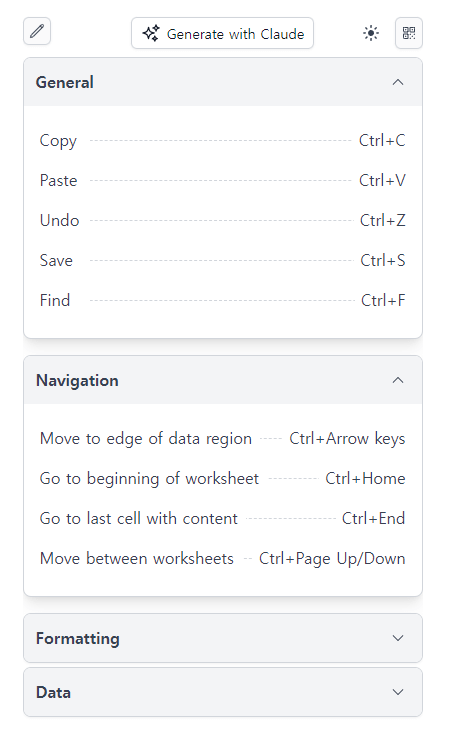 Generate with Claude
General
Copy Ctrl+C
Paste Ctrl+V
Undo Ctrl+Z
Save Ctrl+S
Find Ctrl+F
Navigation
Move to edge of data region Ctrl+Arrow keys
Go to beginning of worksheet Ctrl+Home
Go to last cell with content Ctrl+End
Move between worksheets Ctrl+Page Up/Down
Formatting
Data